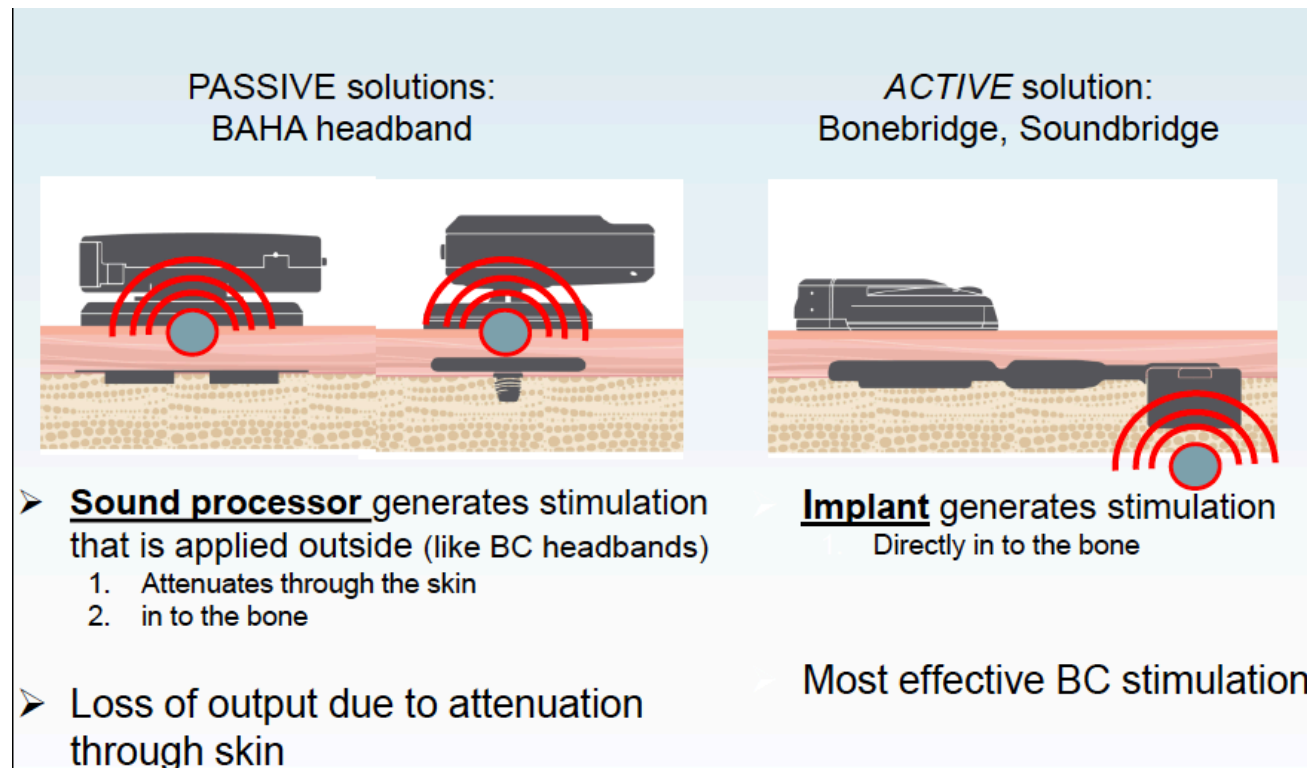 PASSIVE solutions:
BAHA headband
➢ Sound processor generates stimulation
that is applied outside (like BC headbands)
1. Attenuates through the skin
2. in to the bone
➢ Loss of output due to attenuation
through skin
ACTIVE solution:
Bonebridge, Soundbridge
➢ Implant generates stimulation
1. Directly in to the bone
➢ Most effective BC stimulation